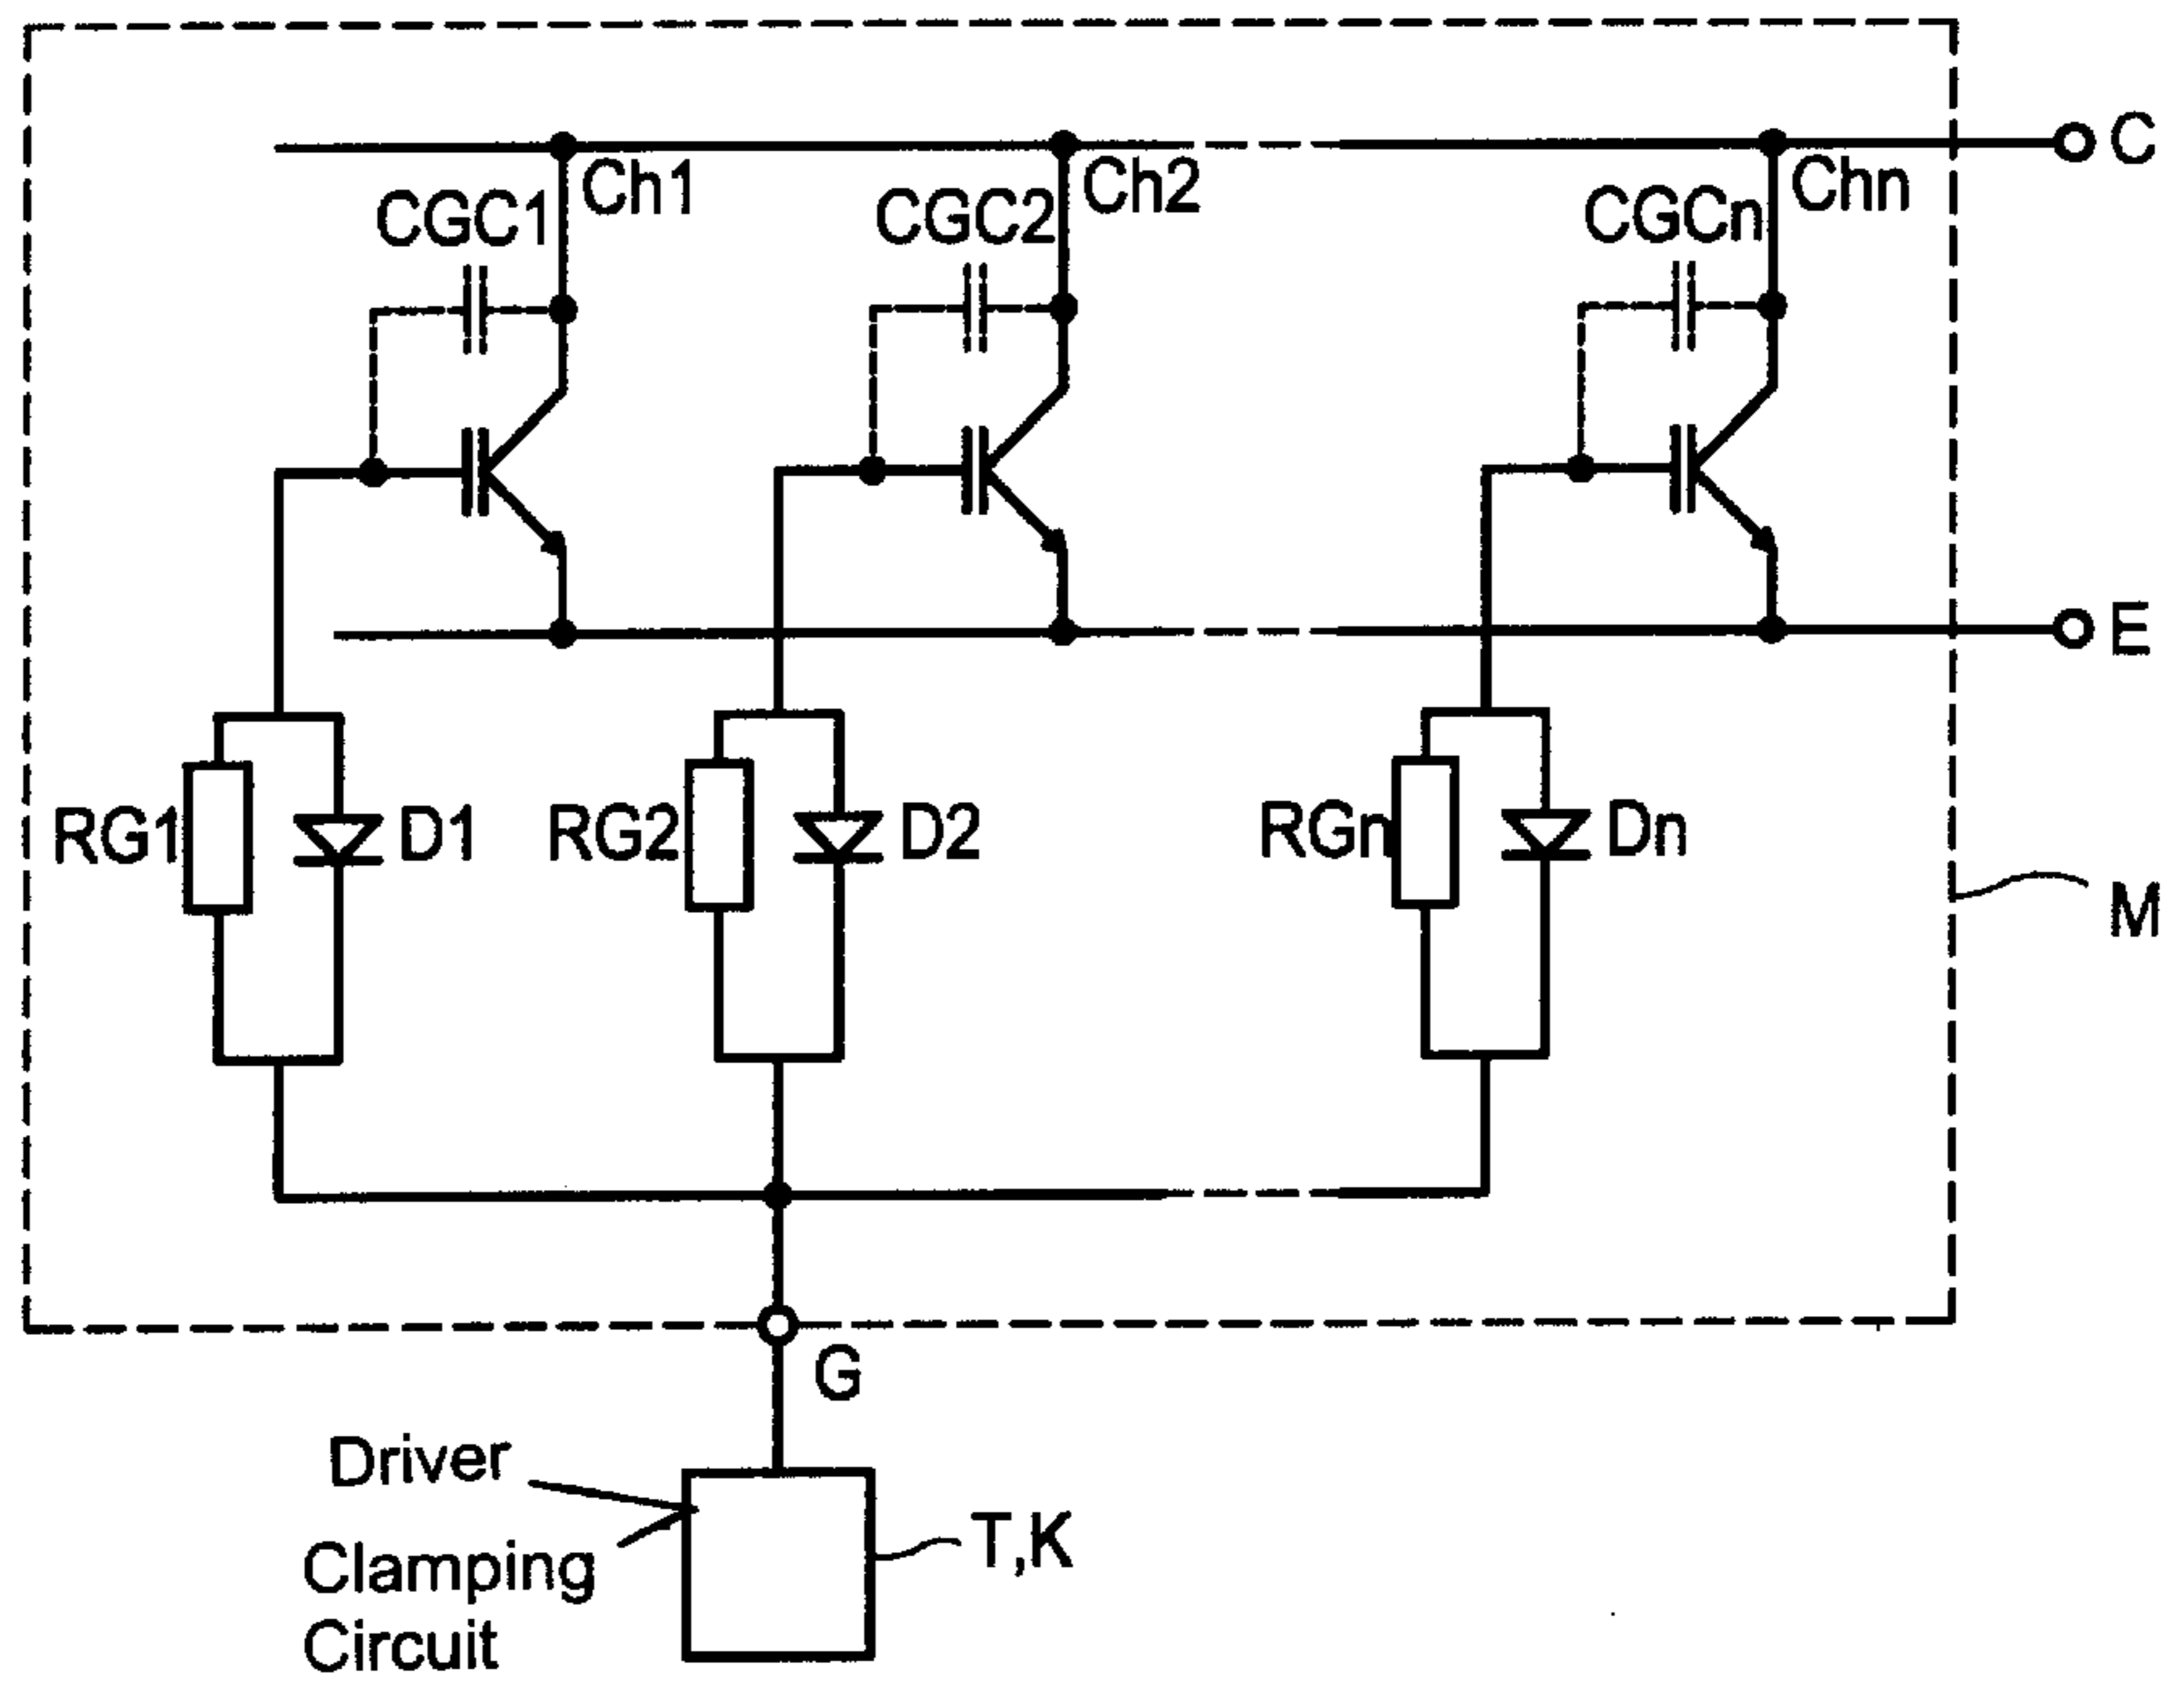 C
Ch1
Ch2
Chn
CGC1
CGC2
CGCn
E
RG1
D1
RG2
D2
RGn
Dn
M
G
Driver
T,K
Clamping
Circuit